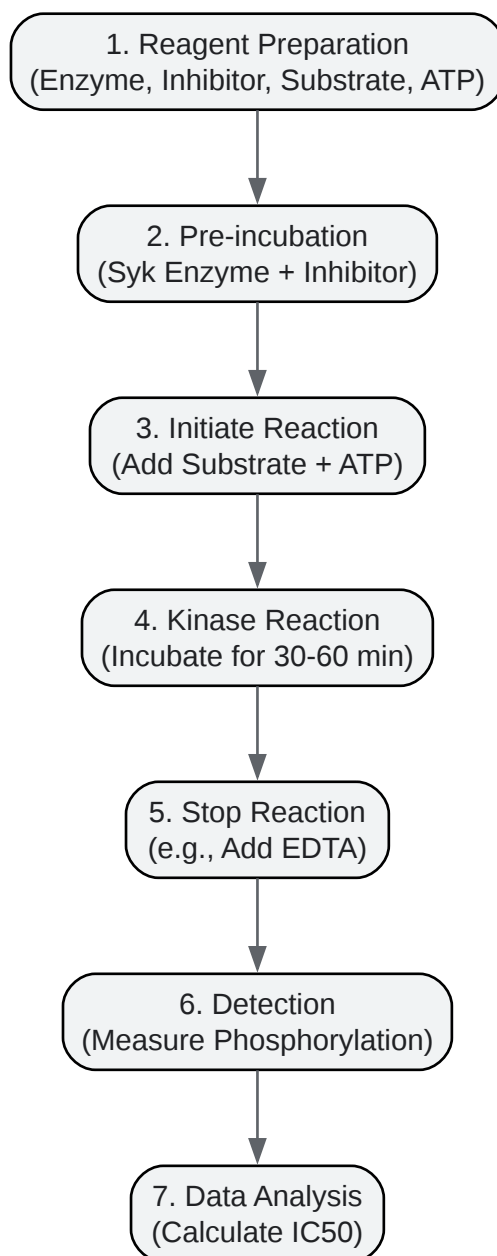 1. Reagent Preparation
(Enzyme, Inhibitor, Substrate, ATP)
2. Pre-incubation
(Syk Enzyme + Inhibitor)
3. Initiate Reaction
(Add Substrate + ATP)
4. Kinase Reaction
(Incubate for 30-60 min)
5. Stop Reaction
(e.g., Add EDTA)
6. Detection
(Measure Phosphorylation)
7. Data Analysis
(Calculate IC50)